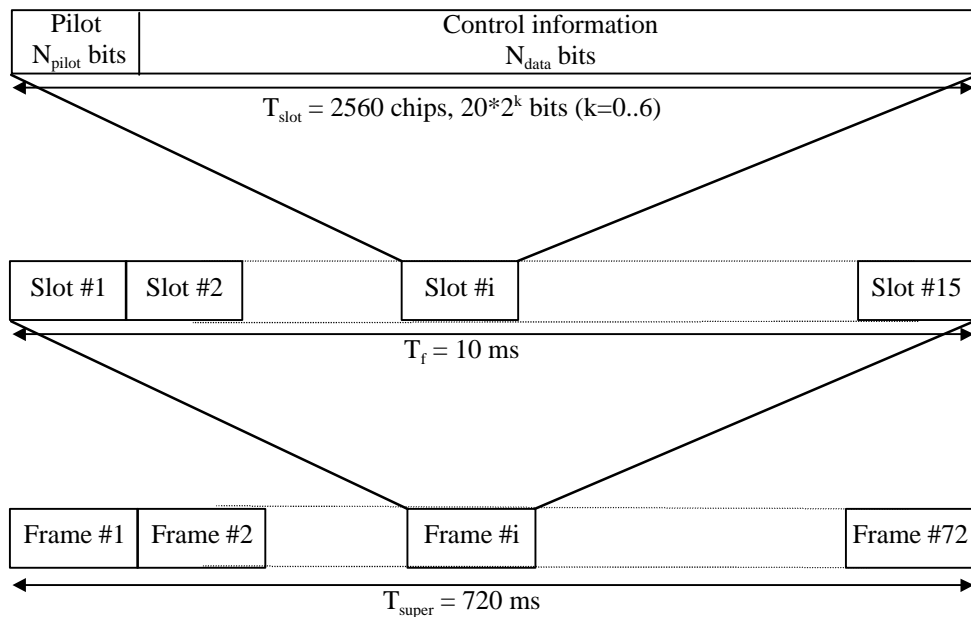 Pilot
N_pilot bits
Control information
N_data bits
T_slot = 2560 chips, 20*2^k bits (k=0..6)
Slot #1
Slot #2
Slot #i
Slot #15
T_f = 10 ms
Frame #1
Frame #2
Frame #i
Frame #72
T_super = 720 ms